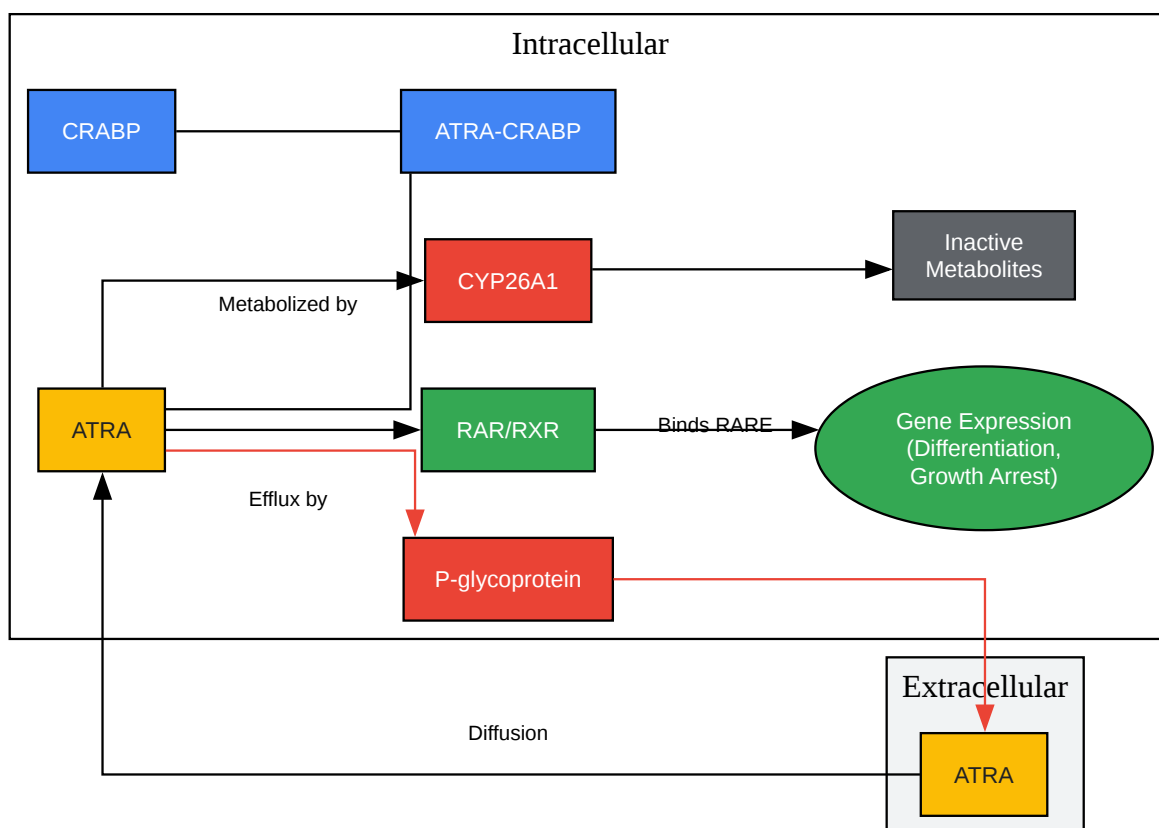 Intracellular
CRABP
ATRA-CRABP
Inactive
Metabolites
CYP26A1
Metabolized by
ATRA
RAR/RXR
Binds RARE
Gene Expression
(Differentiation,
Growth Arrest)
Efflux by
P-glycoprotein
Extracellular
Diffusion
ATRA